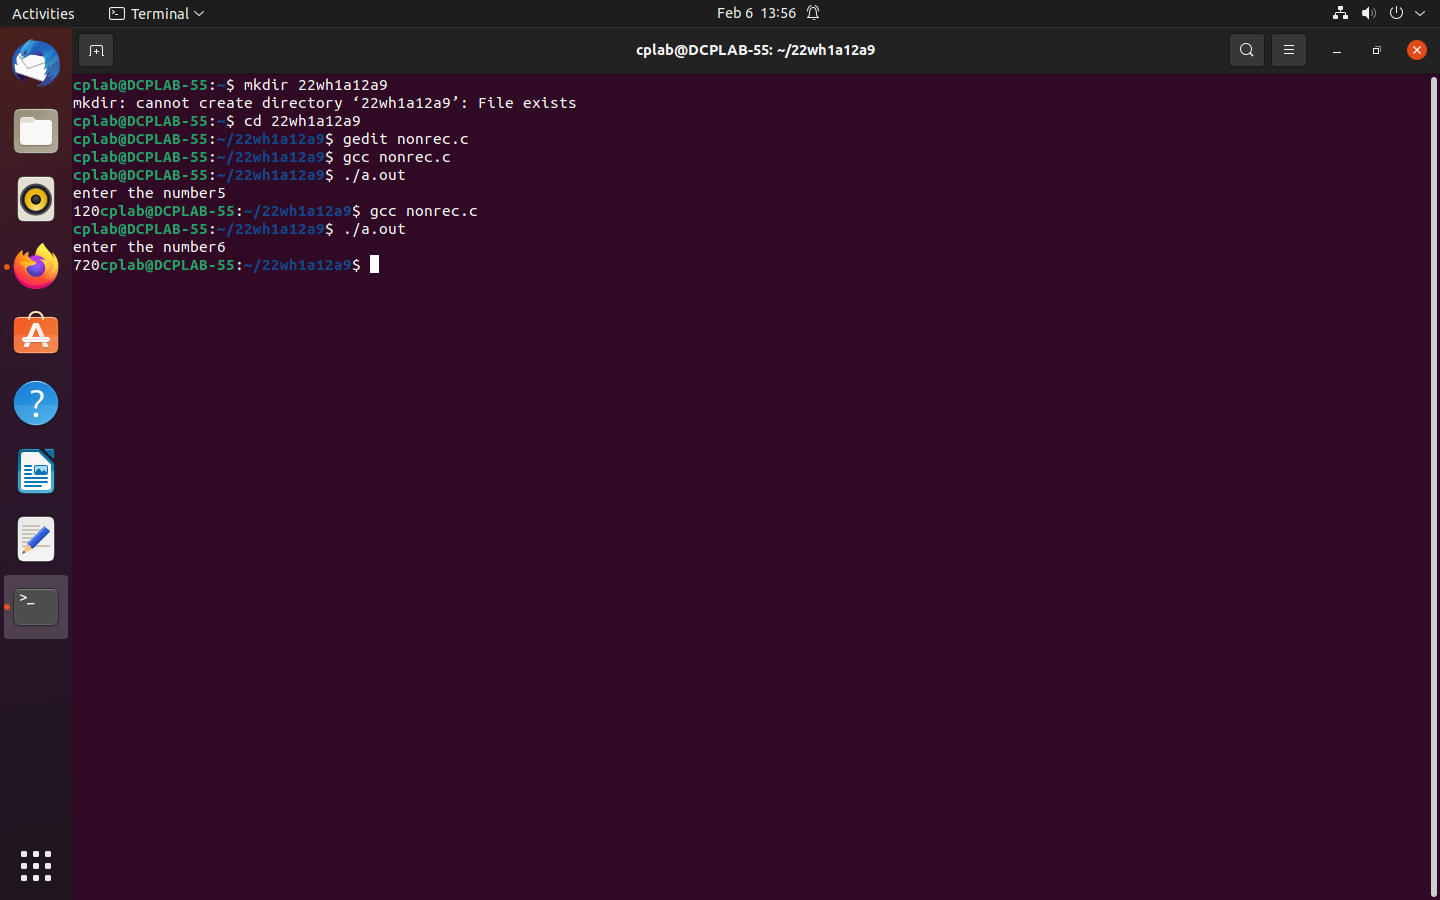 Activities
Terminal
Feb 6 13:56
cplab@DCPLAB-55: ~/22wh1a12a9
cplab@DCPLAB-55:~$ mkdir 22wh1a12a9
mkdir: cannot create directory ‘22wh1a12a9’: File exists
cplab@DCPLAB-55:~$ cd 22wh1a12a9
cplab@DCPLAB-55:~/22wh1a12a9$ gedit nonrec.c
cplab@DCPLAB-55:~/22wh1a12a9$ gcc nonrec.c
cplab@DCPLAB-55:~/22wh1a12a9$ ./a.out
enter the number5
120cplab@DCPLAB-55:~/22wh1a12a9$ gcc nonrec.c
cplab@DCPLAB-55:~/22wh1a12a9$ ./a.out
enter the number6
720cplab@DCPLAB-55:~/22wh1a12a9$